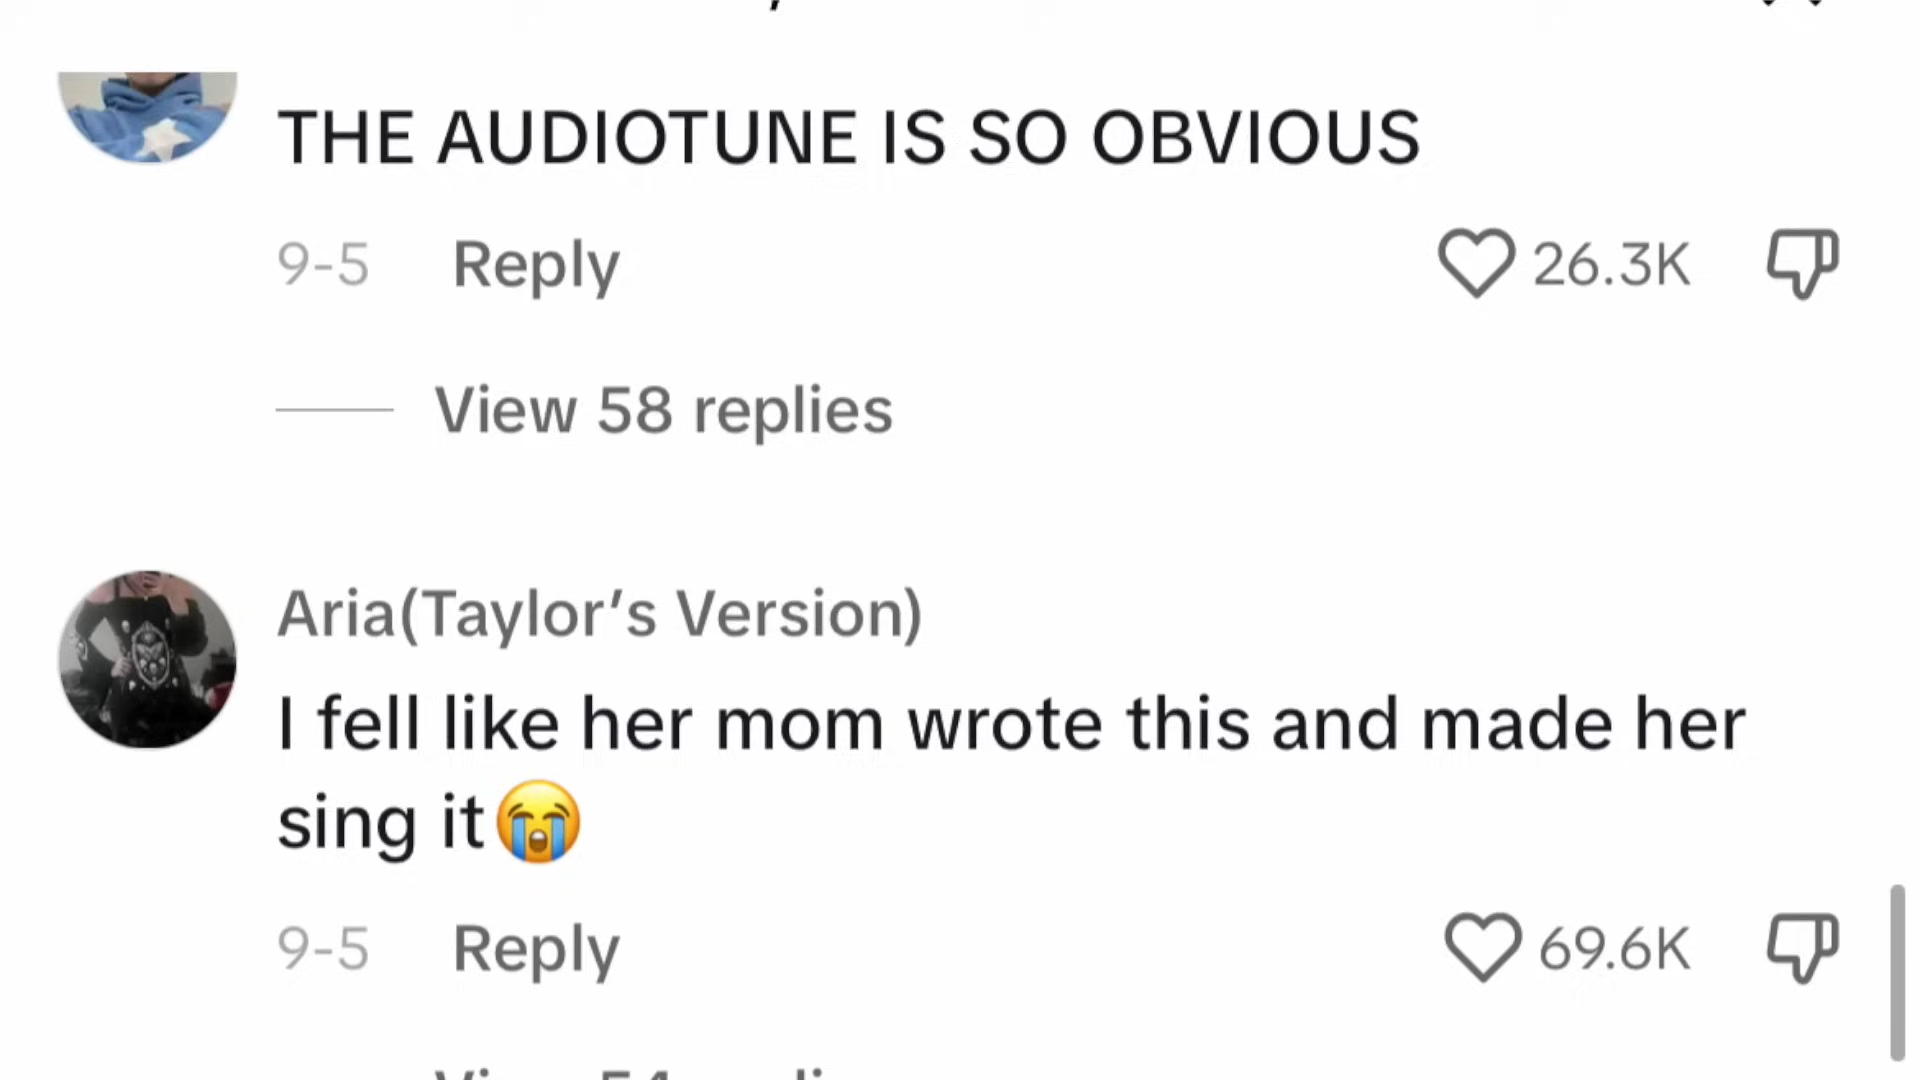 THE AUDIOTUNE IS SO OBVIOUS
9-5 Reply 26.3K
View 58 replies
Aria(Taylor’s Version)
I fell like her mom wrote this and made her
sing it😭
9-5 Reply 69.6K